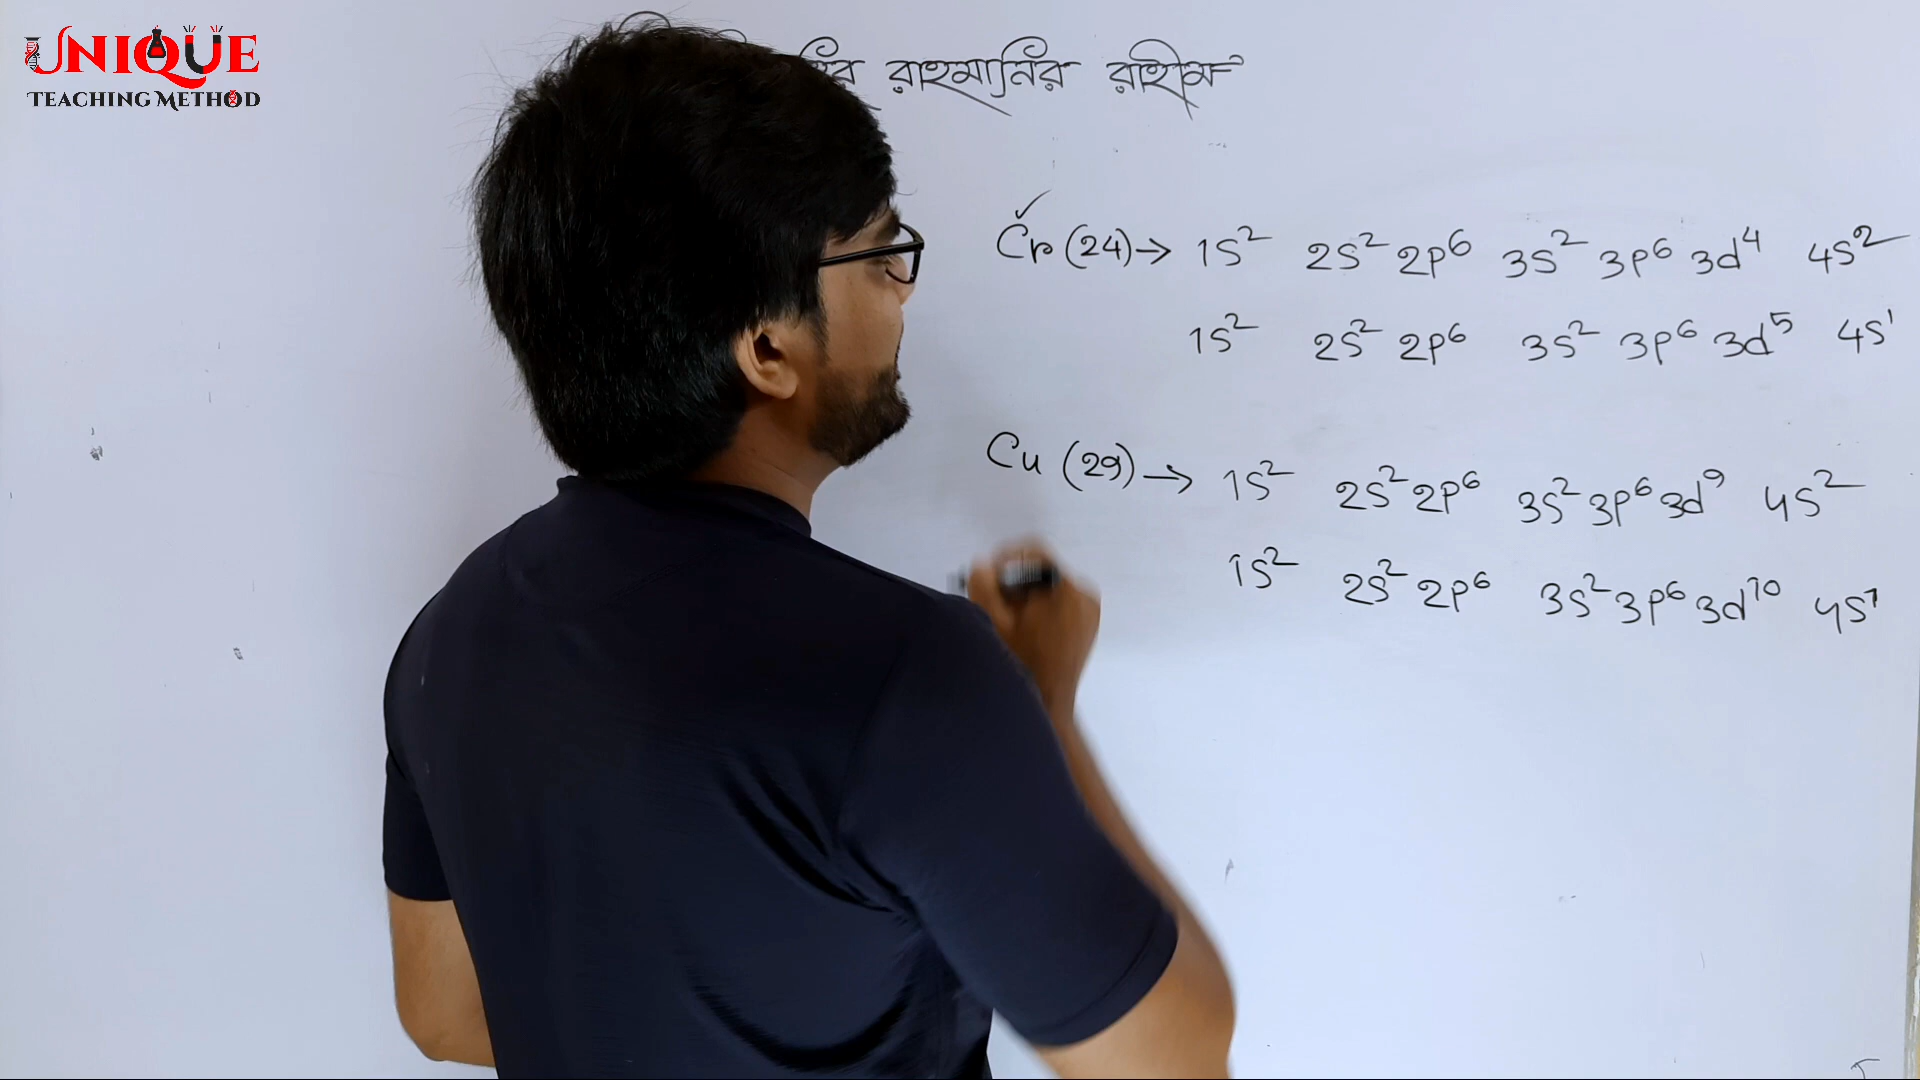 UNIQUE
TEACHING METHOD
রাহমানির রাহীম
Cr (24) → 1s² 2s² 2p⁶ 3s² 3p⁶ 3d⁴ 4s²
1s² 2s² 2p⁶ 3s² 3p⁶ 3d⁵ 4s¹
Cu (29) → 1s² 2s² 2p⁶ 3s² 3p⁶ 3d⁹ 4s²
1s² 2s² 2p⁶ 3s² 3p⁶ 3d¹⁰ 4s¹